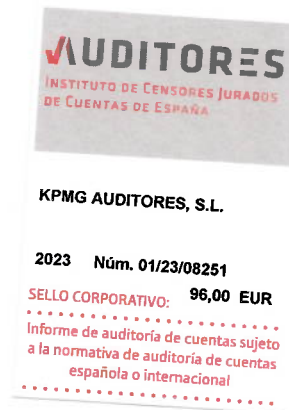 AUDITORES
INSTITUTO DE CENSORES JURADOS
DE CUENTAS DE ESPAÑA
KPMG AUDITORES, S.L.
2023 Núm. 01/23/08251
SELLO CORPORATIVO: 96,00 EUR
Informe de auditoría de cuentas sujeto
a la normativa de auditoría de cuentas
española o internacional